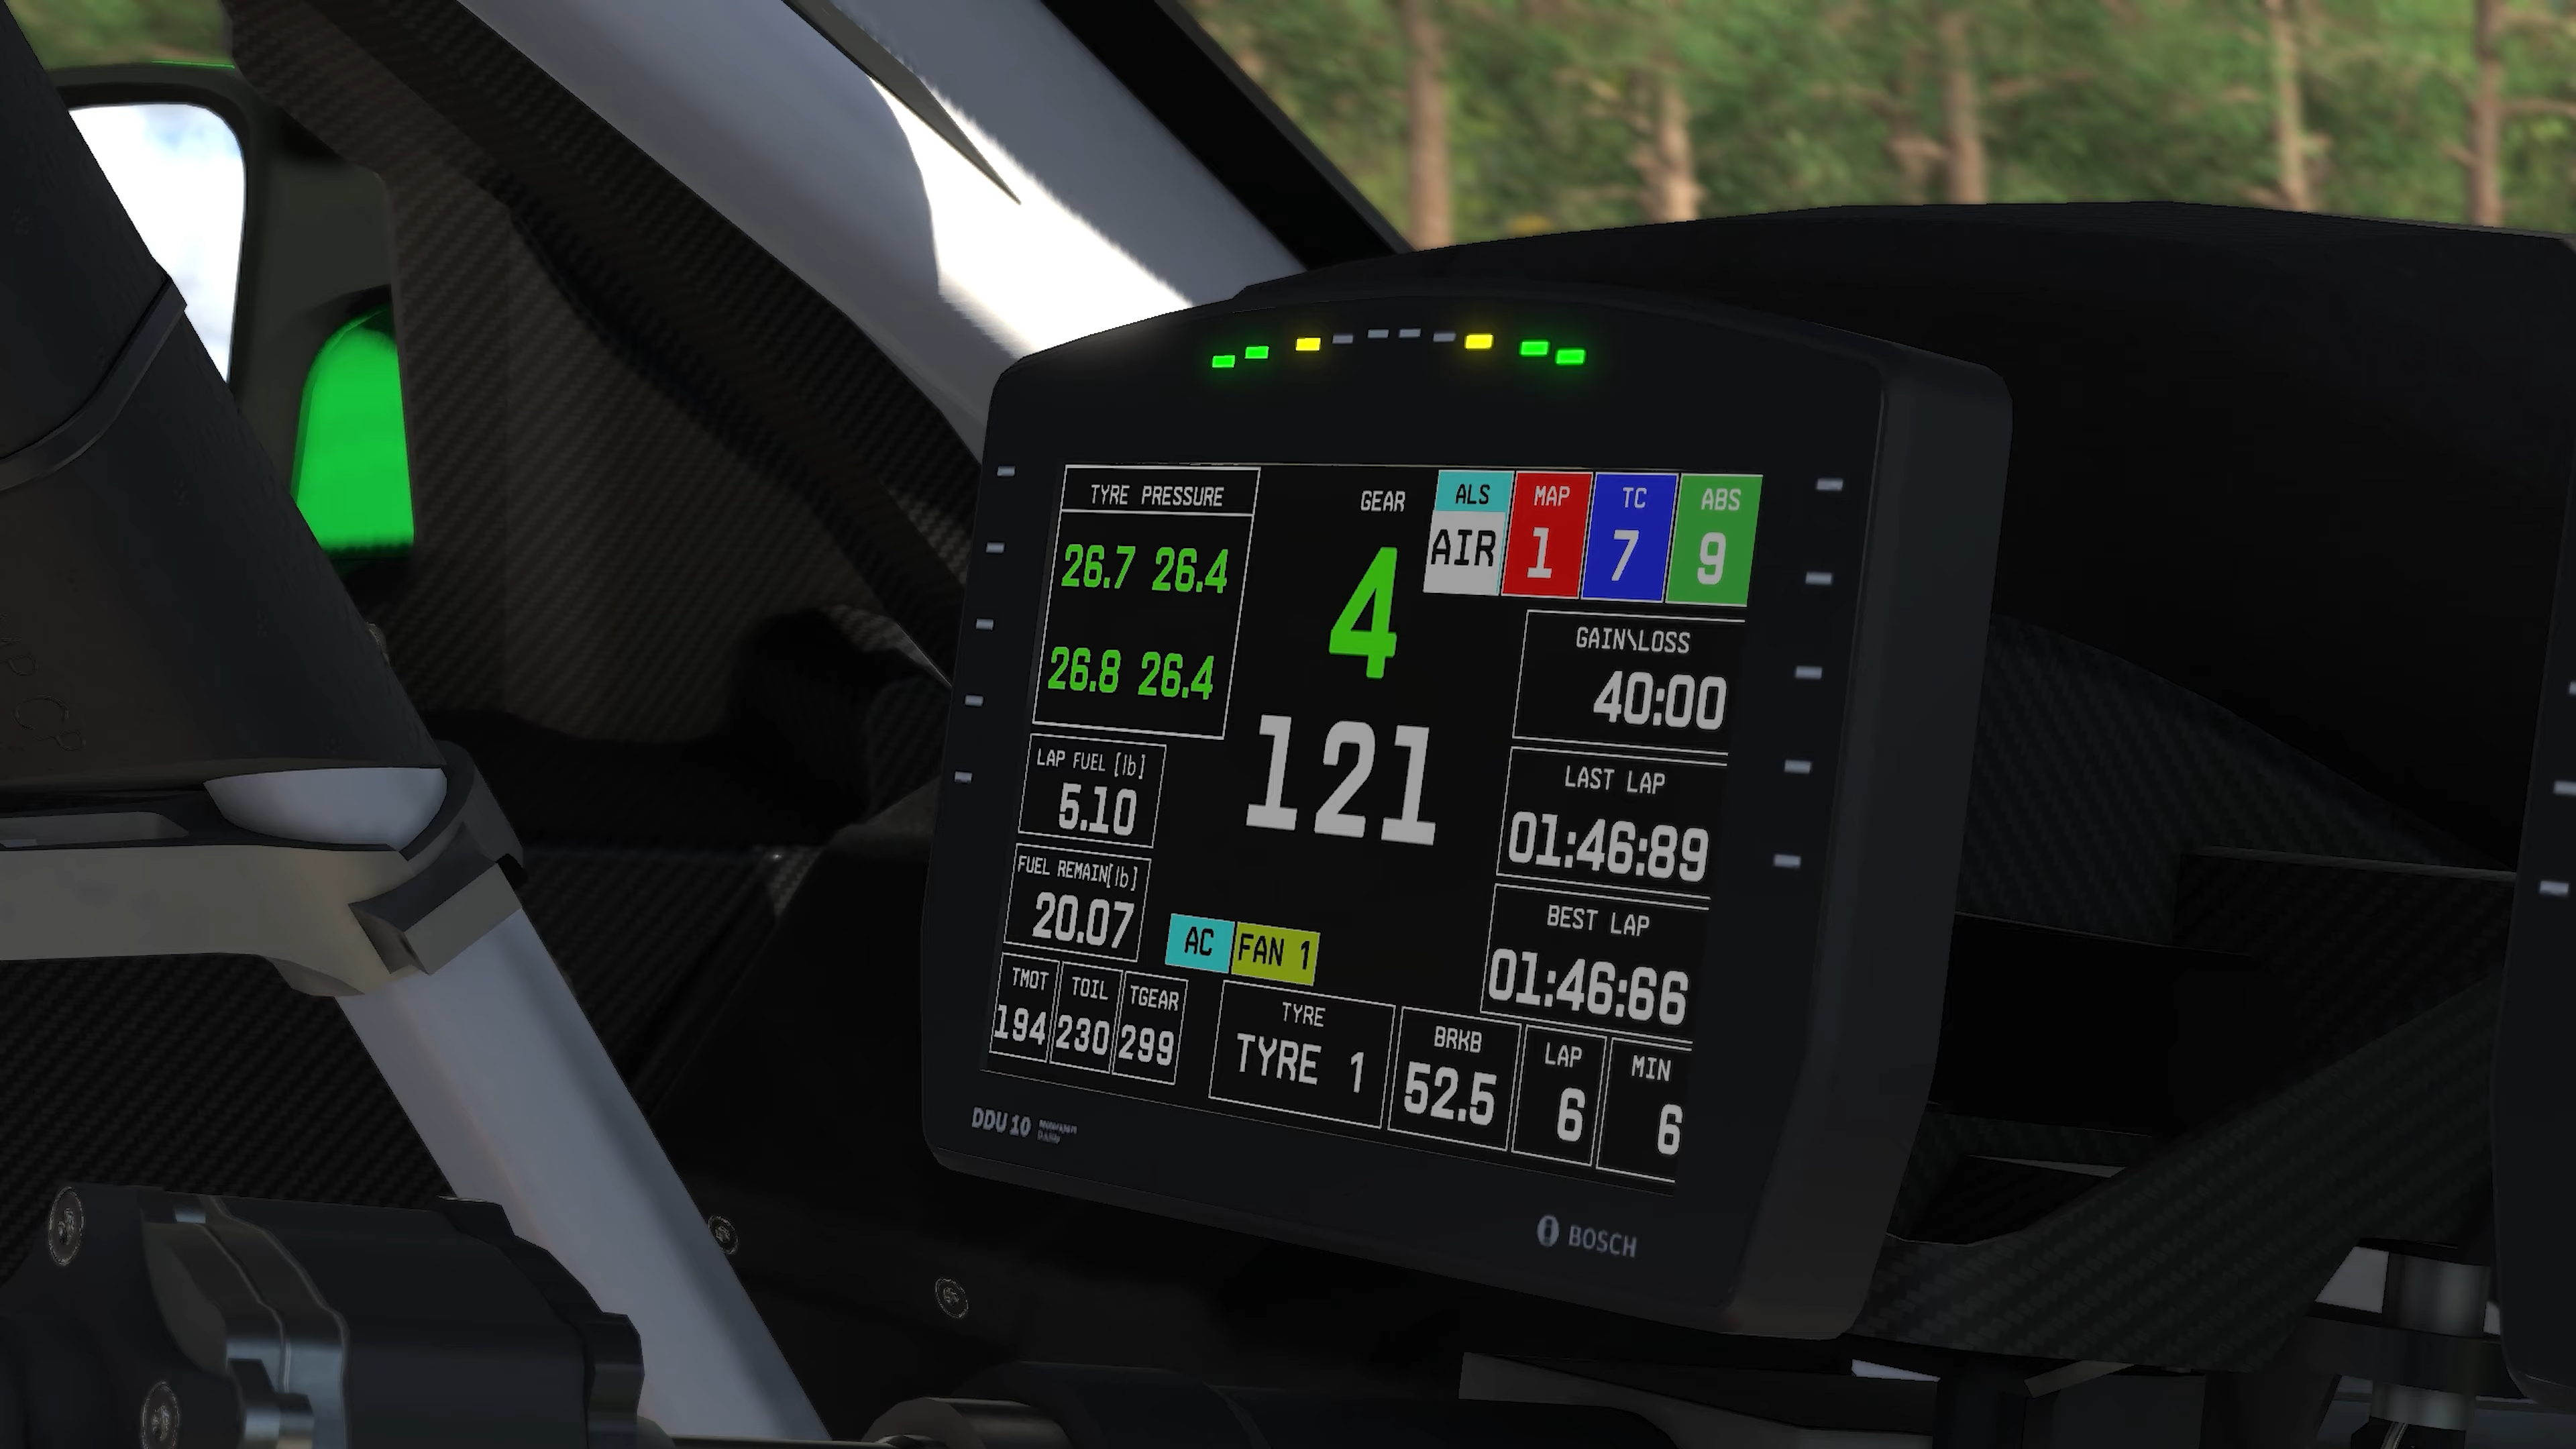 TYRE PRESSURE
26.7 26.4
26.8 26.4
LAP FUEL [lb]
5.10
FUEL REMAIN[lb]
20.07
TMOT TOIL TGEAR
194 230 299
GEAR
4
121
AC FAN 1
TYRE
TYRE 1
ALS MAP TC ABS
AIR 1 7 9
GAIN\LOSS
40:00
LAST LAP
01:46:89
BEST LAP
01:46:66
BRKB LAP MIN
52.5 6 6
DDU 10
BOSCH